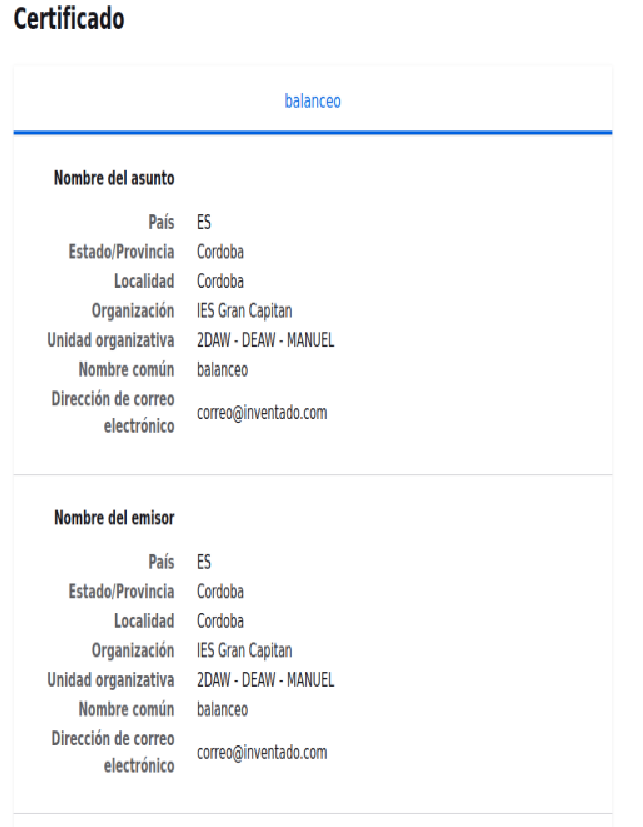 Certificado
balanceo
Nombre del asunto
País ES
Estado/Provincia Cordoba
Localidad Cordoba
Organización IES Gran Capitan
Unidad organizativa 2DAW - DEAW - MANUEL
Nombre común balanceo
Dirección de correo
electrónico correo@inventado.com
Nombre del emisor
País ES
Estado/Provincia Cordoba
Localidad Cordoba
Organización IES Gran Capitan
Unidad organizativa 2DAW - DEAW - MANUEL
Nombre común balanceo
Dirección de correo
electrónico correo@inventado.com